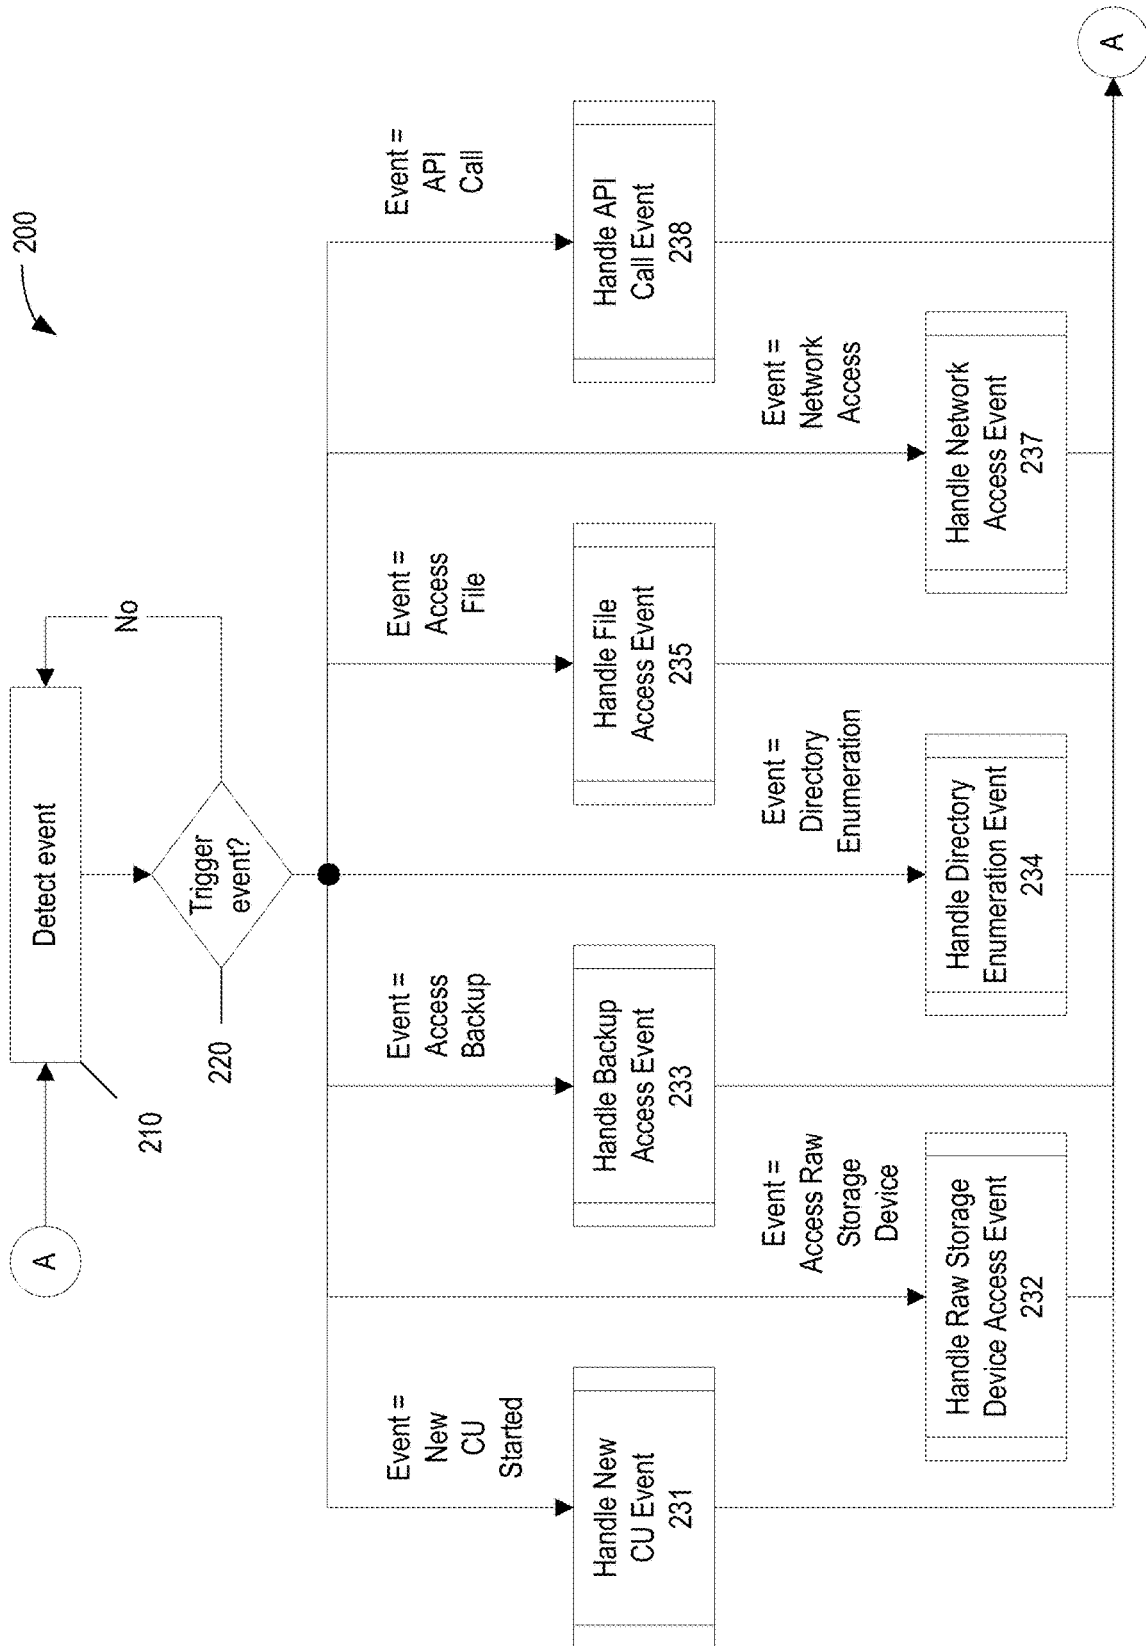 200
A
Detect event
210
Trigger
event?
220
No
Event =
New
CU
Started
Event =
Access Raw
Storage
Device
Event =
Access
Backup
Event =
Directory
Enumeration
Event =
Access
File
Event =
Network
Access
Event =
API
Call
Handle New
CU Event
231
Handle Raw Storage
Device Access Event
232
Handle Backup
Access Event
233
Handle Directory
Enumeration Event
234
Handle File
Access Event
235
Handle Network
Access Event
237
Handle API
Call Event
238
A